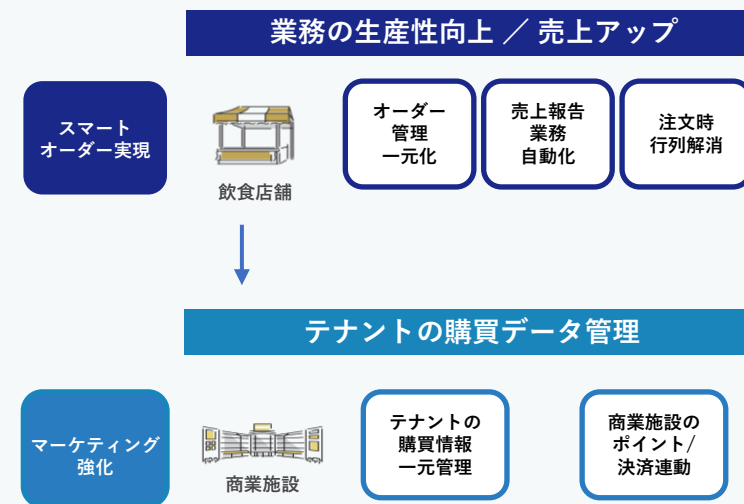 業務の生産性向上 ／ 売上アップ
スマート
オーダー実現
飲食店舗
オーダー
管理
一元化
売上報告
業務
自動化
注文時
行列解消
テナントの購買データ管理
マーケティング
強化
商業施設
テナントの
購買情報
一元管理
商業施設の
ポイント/
決済連動